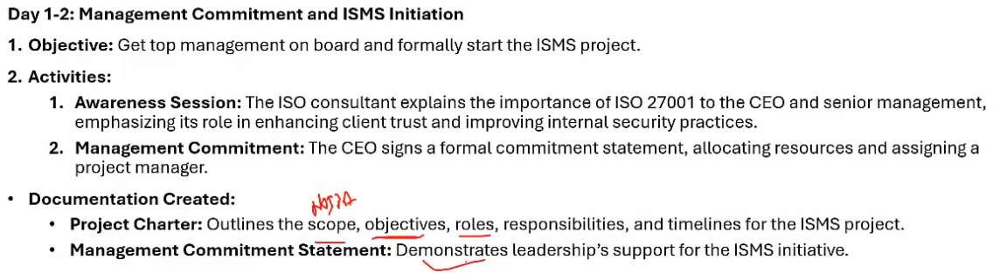 Day 1-2: Management Commitment and ISMS Initiation
1. Objective: Get top management on board and formally start the ISMS project.
2. Activities:
1. Awareness Session: The ISO consultant explains the importance of ISO 27001 to the CEO and senior management,
emphasizing its role in enhancing client trust and improving internal security practices.
2. Management Commitment: The CEO signs a formal commitment statement, allocating resources and assigning a
project manager.
• Documentation Created:
• Project Charter: Outlines the scope, objectives, roles, responsibilities, and timelines for the ISMS project.
• Management Commitment Statement: Demonstrates leadership's support for the ISMS initiative.